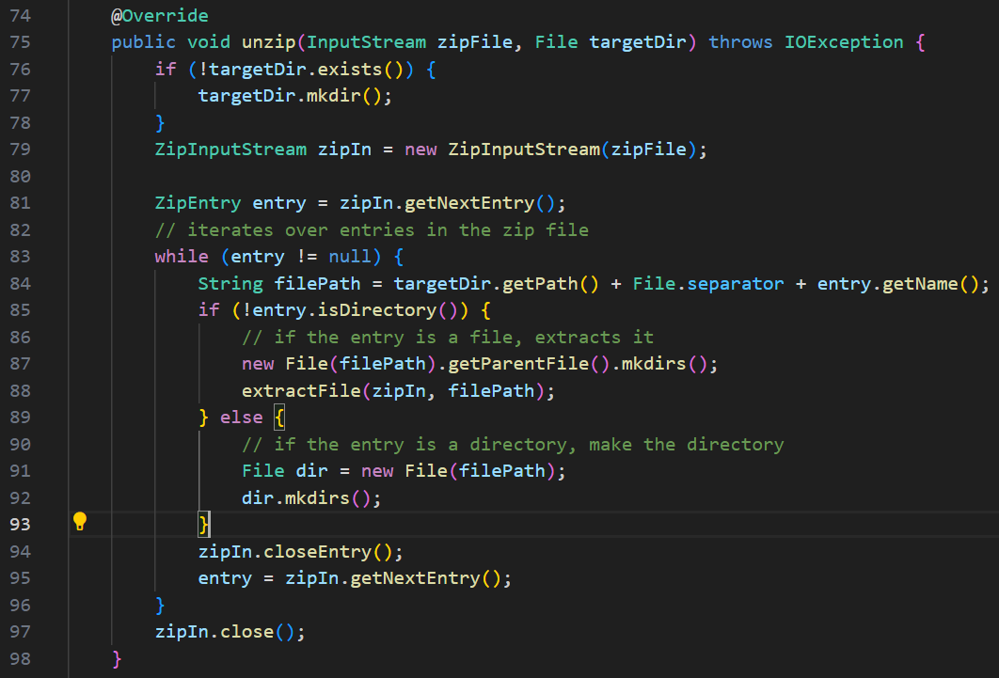 74 @Override
75 public void unzip(InputStream zipFile, File targetDir) throws IOException {
76 if (!targetDir.exists()) {
77 targetDir.mkdir();
78 }
79 ZipInputStream zipIn = new ZipInputStream(zipFile);
80
81 ZipEntry entry = zipIn.getNextEntry();
82 // iterates over entries in the zip file
83 while (entry != null) {
84 String filePath = targetDir.getPath() + File.separator + entry.getName();
85 if (!entry.isDirectory()) {
86 // if the entry is a file, extracts it
87 new File(filePath).getParentFile().mkdirs();
88 extractFile(zipIn, filePath);
89 } else {
90 // if the entry is a directory, make the directory
91 File dir = new File(filePath);
92 dir.mkdirs();
93 }
94 zipIn.closeEntry();
95 entry = zipIn.getNextEntry();
96 }
97 zipIn.close();
98 }